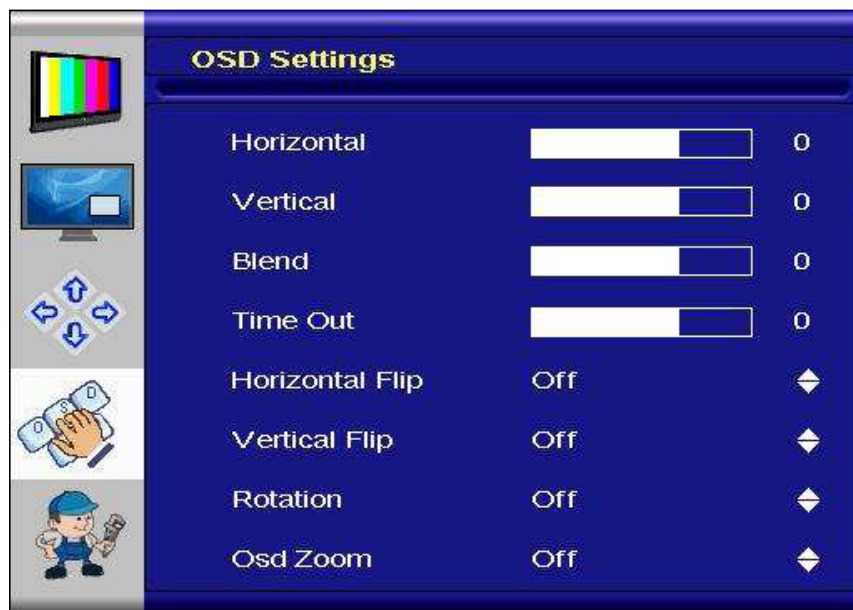 OSD Settings
Horizontal 0
Vertical 0
Blend 0
Time Out 0
Horizontal Flip Off
Vertical Flip Off
Rotation Off
Osd Zoom Off
O S D